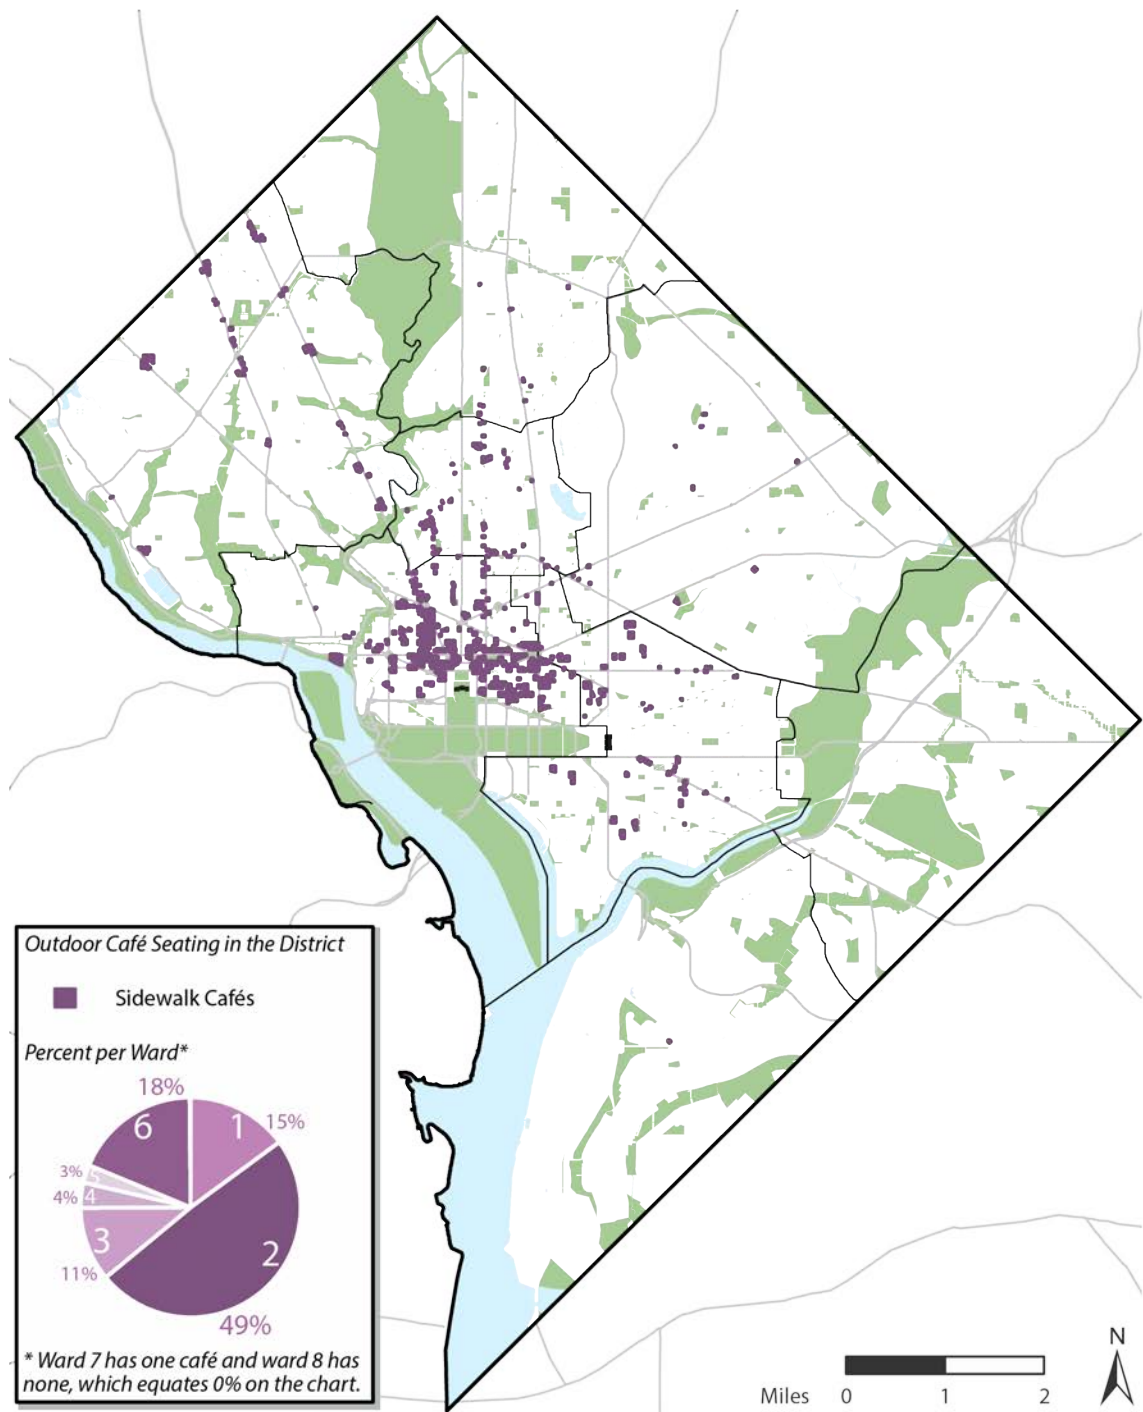 Outdoor Café Seating in the District
Sidewalk Cafés
Percent per Ward*
18%
6
1
15%
3%
5
4%
4
3
2
11%
49%
* Ward 7 has one café and ward 8 has
none, which equates 0% on the chart.
N
Miles 0 1 2